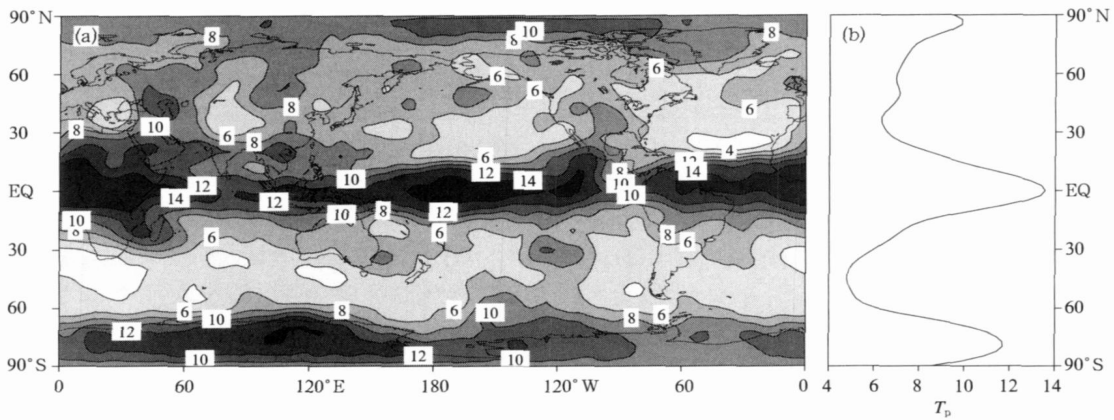 90°N (a) 8 8 10 8 (b) 90°N
60 6 6 60
8 10 8 6
30 8 6 8 4 30
6 8 12
10 10 14 14
EQ 12 12 10 EQ
14 12 10 12 8 10
10 8 6 6 8 6
30 30
60 6 10 8 6 10 8 6 60
12
10 12 10
90°S 90°S
0 60 120°E 180 120°W 60 0 4 6 8 10 12 14
Tp